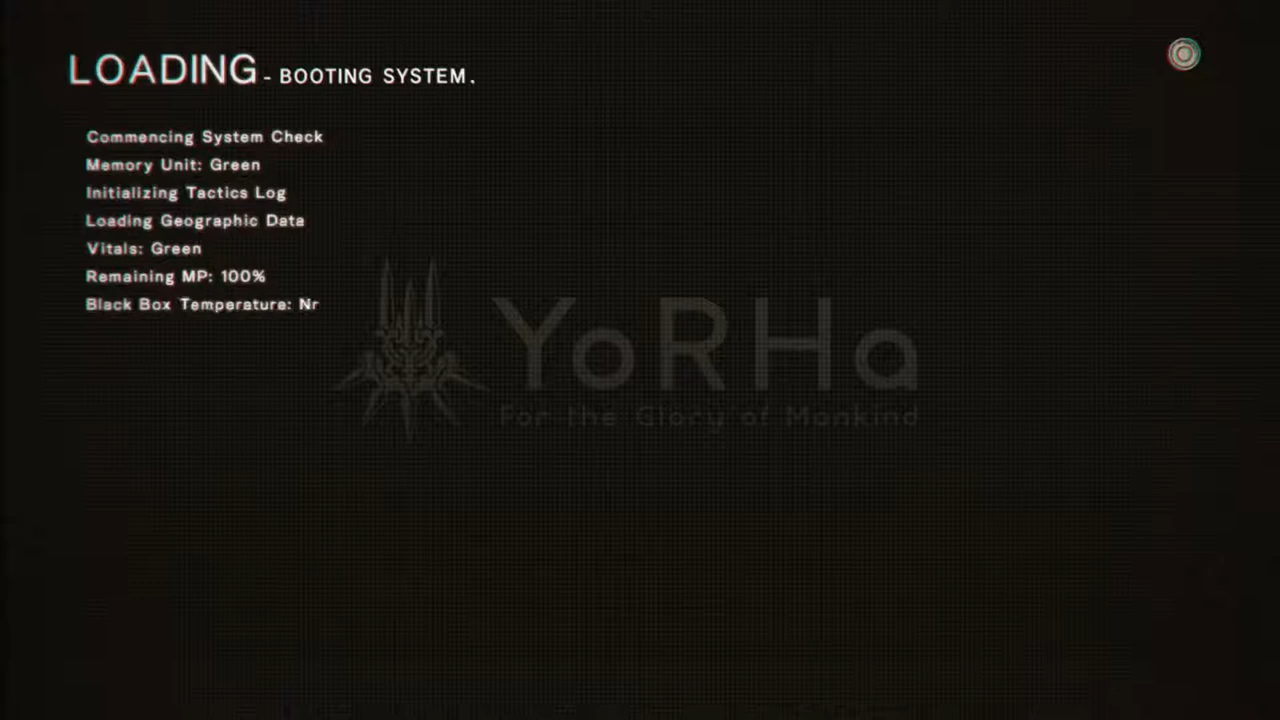 LOADING - BOOTING SYSTEM.
Commencing System Check
Memory Unit: Green
Initializing Tactics Log
Loading Geographic Data
Vitals: Green
Remaining MP: 100%
Black Box Temperature: Nr
YoRHa
For the Glory of Mankind